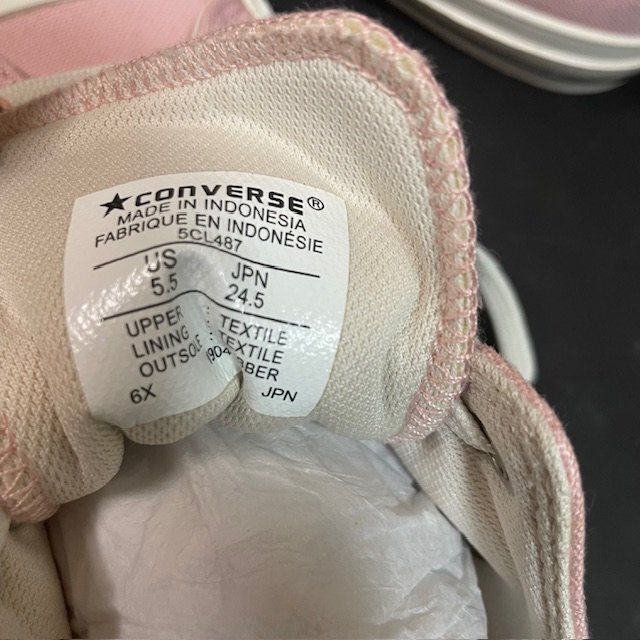 ★CONVERSE®
MADE IN INDONESIA
FABRIQUE EN INDONÉSIE
5CL487
US JPN
5.5 24.5
UPPER TEXTILE
LINING TEXTILE
OUTSOLE
6X JPN